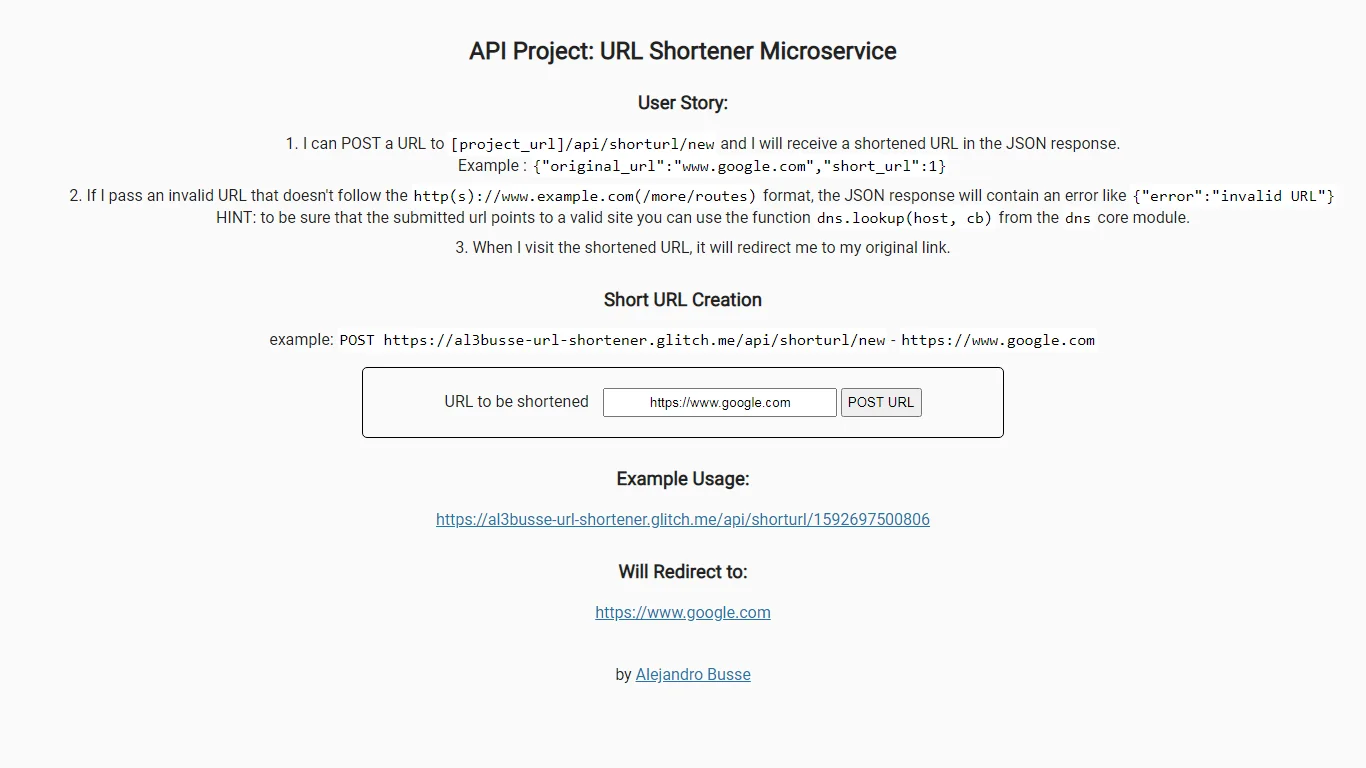 API Project: URL Shortener Microservice
User Story:
1. I can POST a URL to [project_url]/api/shorturl/new and I will receive a shortened URL in the JSON response.
Example : {"original_url":"www.google.com","short_url":1}
2. If I pass an invalid URL that doesn't follow the http(s)://www.example.com(/more/routes) format, the JSON response will contain an error like {"error":"invalid URL"}
HINT: to be sure that the submitted url points to a valid site you can use the function dns.lookup(host, cb) from the dns core module.
3. When I visit the shortened URL, it will redirect me to my original link.
Short URL Creation
example: POST https://al3busse-url-shortener.glitch.me/api/shorturl/new - https://www.google.com
URL to be shortened https://www.google.com POST URL
Example Usage:
https://al3busse-url-shortener.glitch.me/api/shorturl/1592697500806
Will Redirect to:
https://www.google.com
by Alejandro Busse